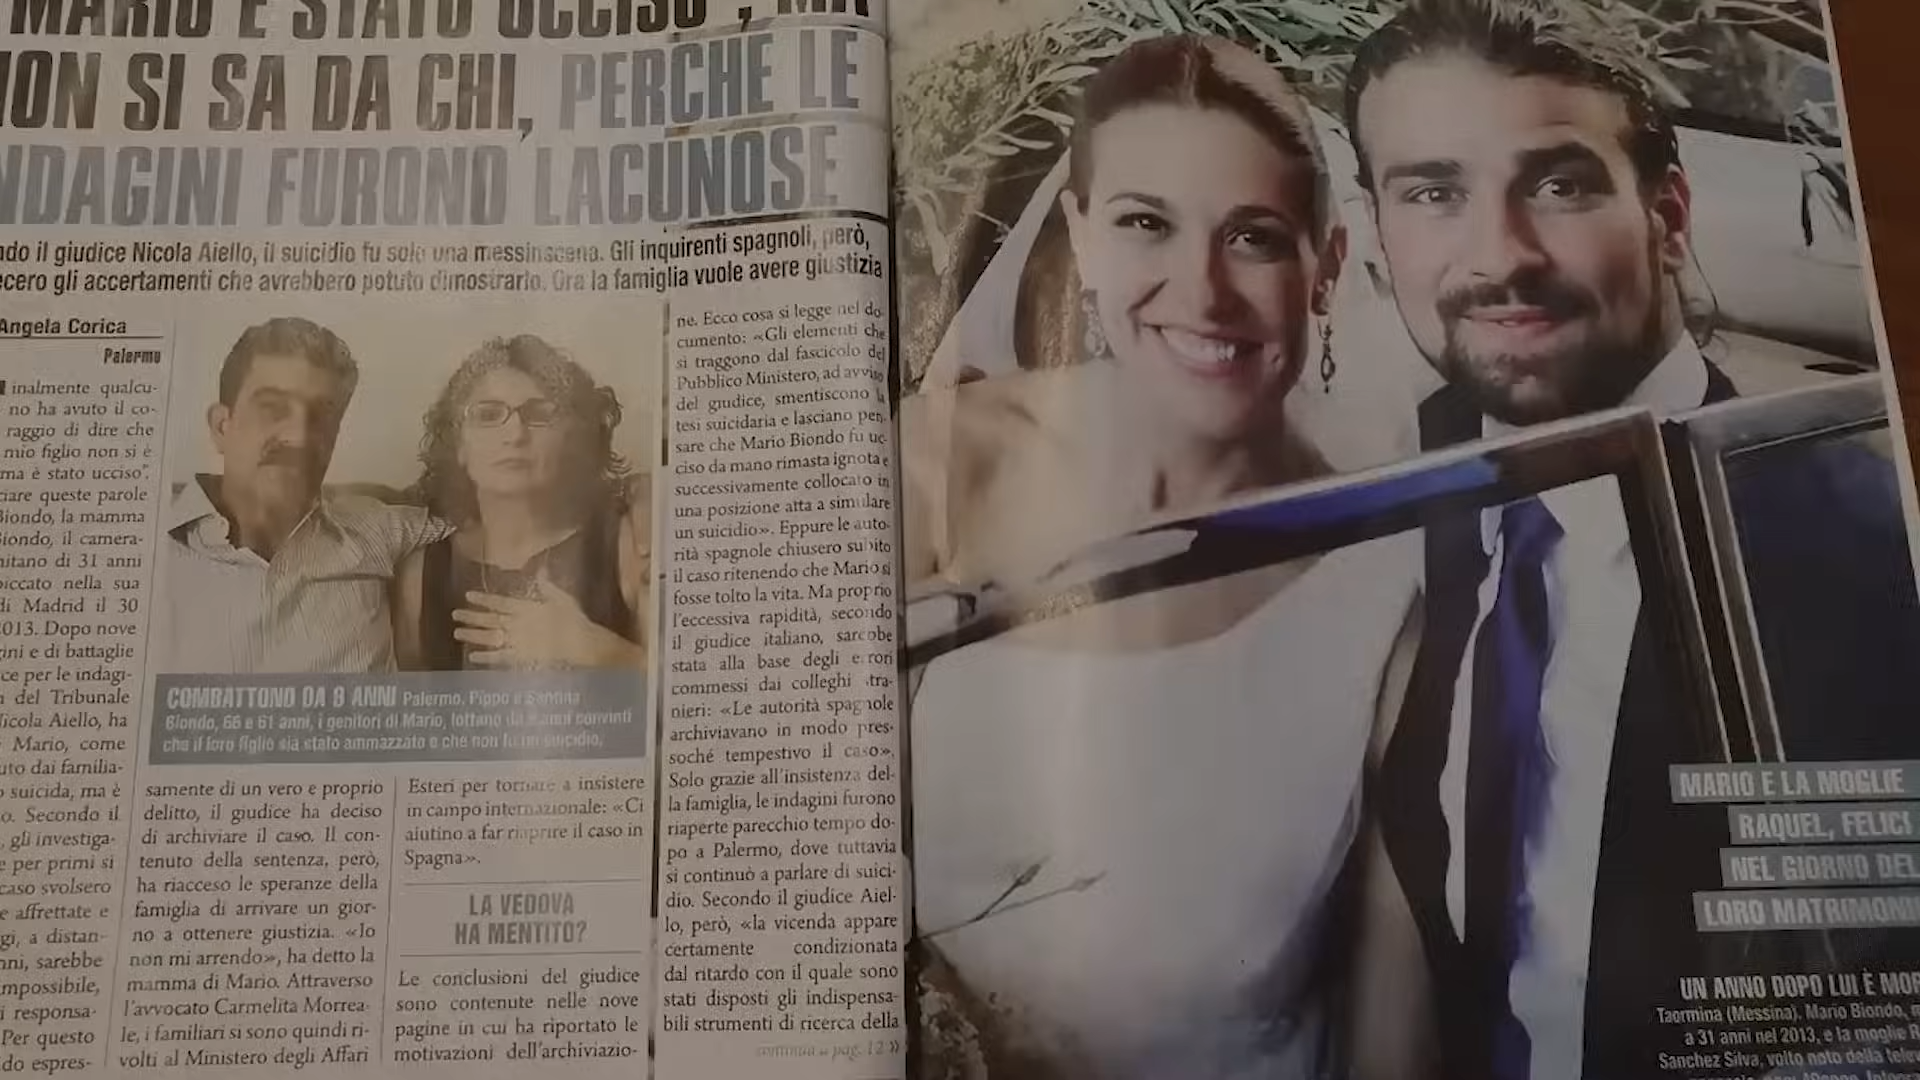 MARIO È STATO UCCISO", MA
NON SI SA DA CHI, PERCHÉ LE
INDAGINI FURONO LACUNOSE
ndo il giudice Nicola Aiello, il suicidio fu solo una messinscena. Gli inquirenti spagnoli, però,
ecero gli accertamenti che avrebbero potuto dimostrarlo. Ora la famiglia vuole avere giustizia
Angela Corica
Palermo
inalmente qualcu-
no ha avuto il co-
raggio di dire che
mio figlio non si è
ma è stato ucciso".
ciare queste parole
Biondo, la mamma
Biondo, il camera-
nitano di 31 anni
piccato nella sua
di Madrid il 30
2013. Dopo nove
gini e di battaglie
ce per le indagi-
del Tribunale
Nicola Aiello, ha
Mario, come
uto dai familia-
suicida, ma è
o. Secondo il
, gli investiga-
e per primi si
caso svolsero
e affrettate e
gi, a distan-
nni, sarebbe
impossibile,
i responsa-
Per questo
do espres-
COMBATTONO DA 8 ANNI Palermo. Pippo e Santina
Biondo, 66 e 61 anni, i genitori di Mario, lottano da 8 anni convinti
che il loro figlio sia stato ammazzato e che non fu un suicidio.
samente di un vero e proprio
delitto, il giudice ha deciso
di archiviare il caso. Il con-
tenuto della sentenza, però,
ha riacceso le speranze della
famiglia di arrivare un gior-
no a ottenere giustizia. «Io
non mi arrendo», ha detto la
mamma di Mario. Attraverso
l'avvocato Carmelita Morrea-
le, i familiari si sono quindi ri-
volti al Ministero degli Affari
Esteri per tornare a insistere
in campo internazionale: «Ci
aiutino a far riaprire il caso in
Spagna».
LA VEDOVA
HA MENTITO?
Le conclusioni del giudice
sono contenute nelle nove
pagine in cui ha riportato le
motivazioni dell'archiviazio-
ne. Ecco cosa si legge nel do-
cumento: «Gli elementi che
si traggono dal fascicolo del
Pubblico Ministero, ad avviso
del giudice, smentiscono la
tesi suicidaria e lasciano pen-
sare che Mario Biondo fu uc-
ciso da mano rimasta ignota e
successivamente collocato in
una posizione atta a simulare
un suicidio». Eppure le auto-
rità spagnole chiusero subito
il caso ritenendo che Mario si
fosse tolto la vita. Ma proprio
l'eccessiva rapidità, secondo
il giudice italiano, sarebbe
stata alla base degli errori
commessi dai colleghi stra-
nieri: «Le autorità spagnole
archiviavano in modo pres-
soché tempestivo il caso».
Solo grazie all'insistenza del-
la famiglia, le indagini furono
riaperte parecchio tempo do-
po a Palermo, dove tuttavia
si continuò a parlare di suici-
dio. Secondo il giudice Aiel-
lo, però, «la vicenda appare
certamente condizionata
dal ritardo con il quale sono
stati disposti gli indispensa-
bili strumenti di ricerca della
continua a pag. 12 »
MARIO E LA MOGLIE
RAQUEL, FELICI
NEL GIORNO DEL
LORO MATRIMONIO
UN ANNO DOPO LUI È MOR
Taormina (Messina). Mario Biondo, m
a 31 anni nel 2013, e la moglie R
Sanchez Silva, volto noto della telev